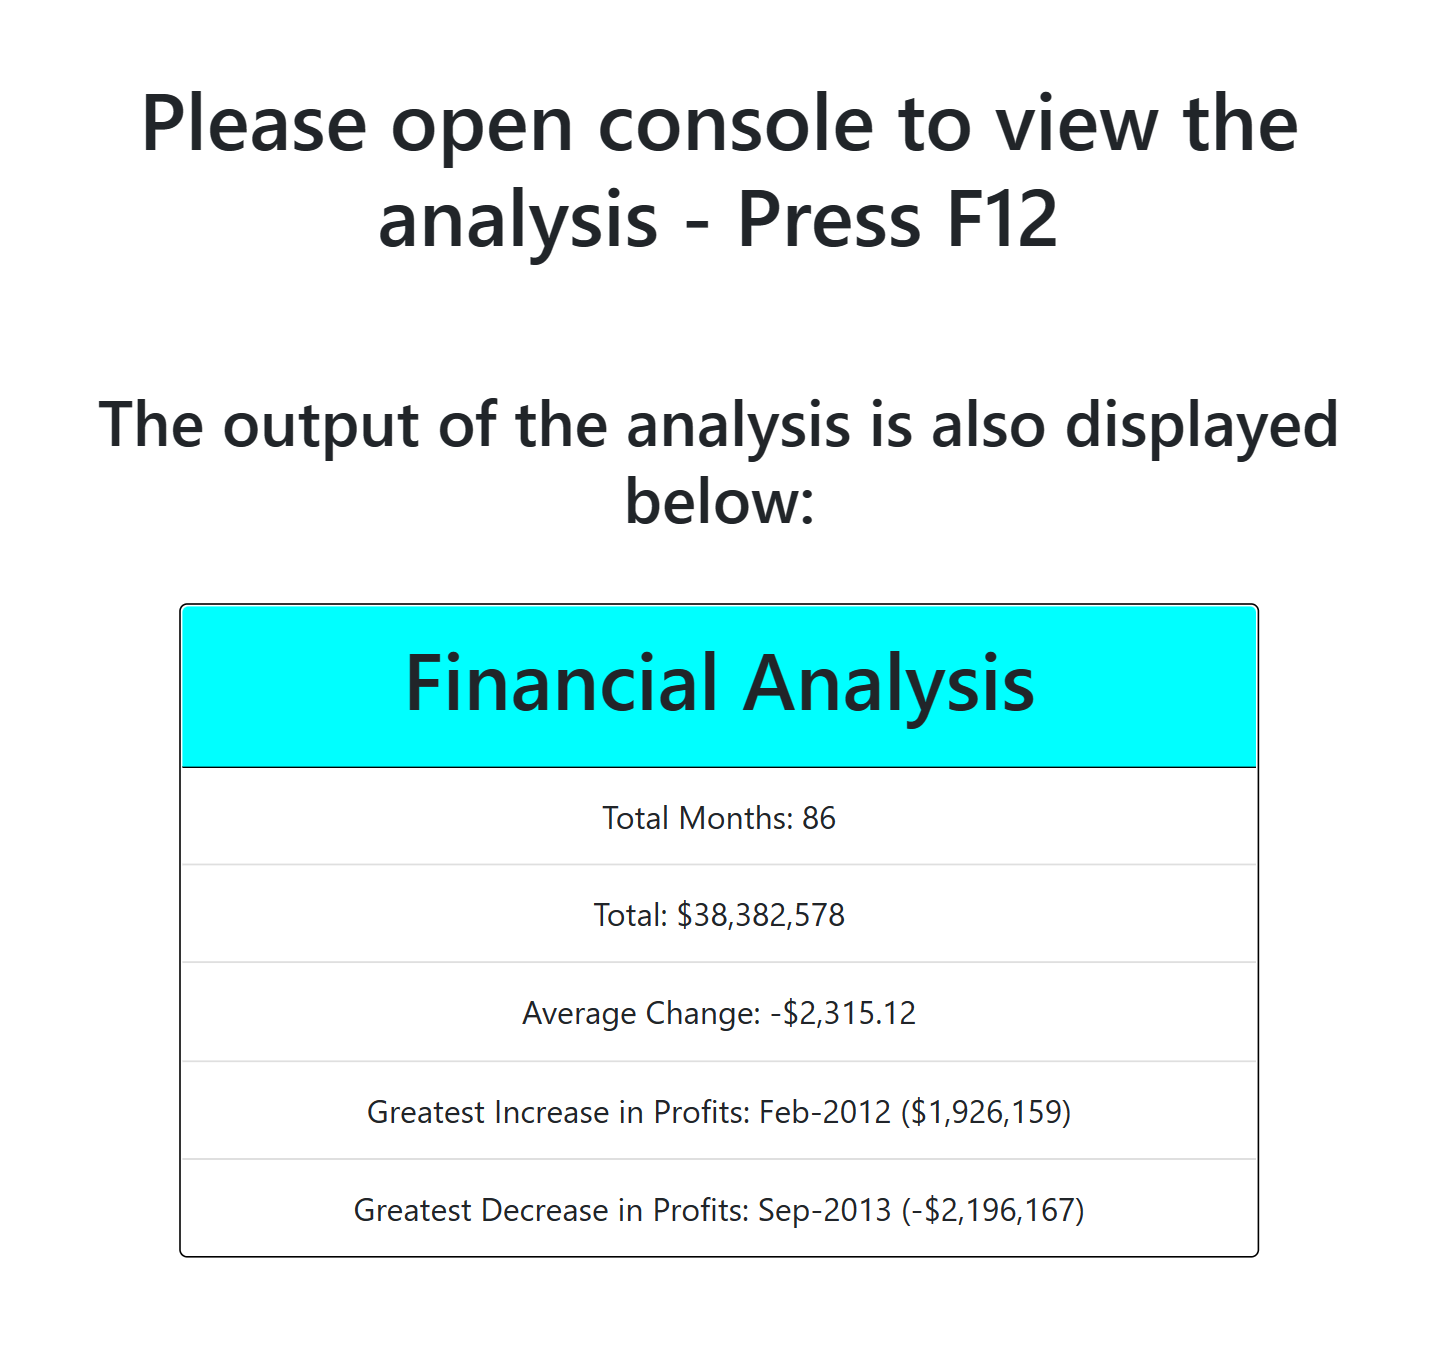 Please open console to view the
analysis - Press F12
The output of the analysis is also displayed
below:
Financial Analysis
Total Months: 86
Total: $38,382,578
Average Change: -$2,315.12
Greatest Increase in Profits: Feb-2012 ($1,926,159)
Greatest Decrease in Profits: Sep-2013 (-$2,196,167)